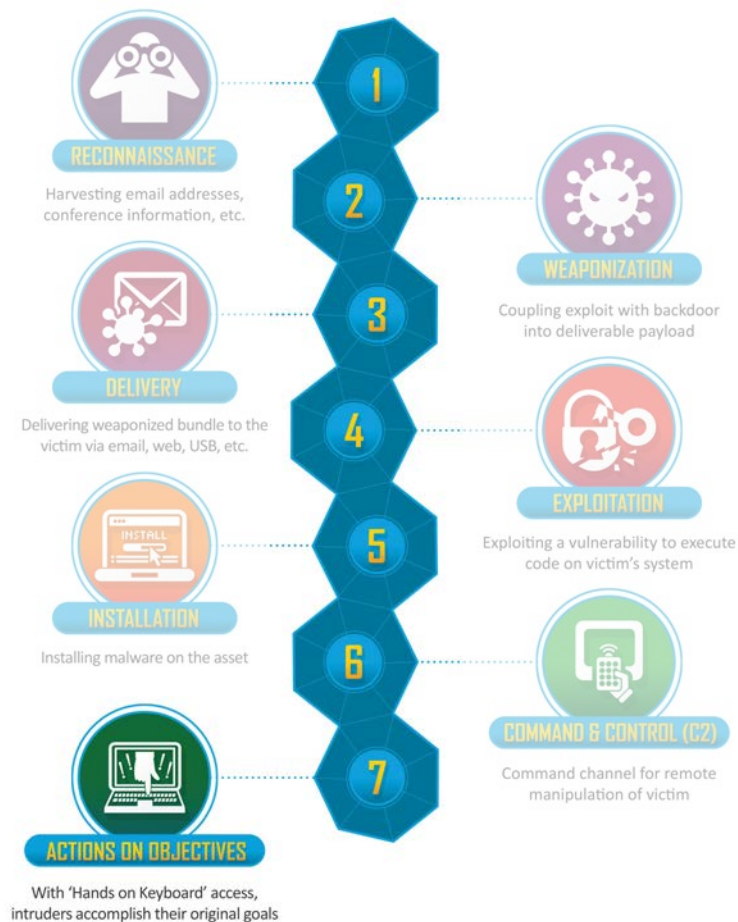 1
RECONNAISSANCE
Harvesting email addresses,
conference information, etc.
2
WEAPONIZATION
Coupling exploit with backdoor
into deliverable payload
3
DELIVERY
Delivering weaponized bundle to the
victim via email, web, USB, etc.
4
EXPLOITATION
Exploiting a vulnerability to execute
code on victim's system
5
INSTALL
INSTALLATION
Installing malware on the asset
6
COMMAND & CONTROL (C2)
Command channel for remote
manipulation of victim
7
! ! ! !
ACTIONS ON OBJECTIVES
With 'Hands on Keyboard' access,
intruders accomplish their original goals